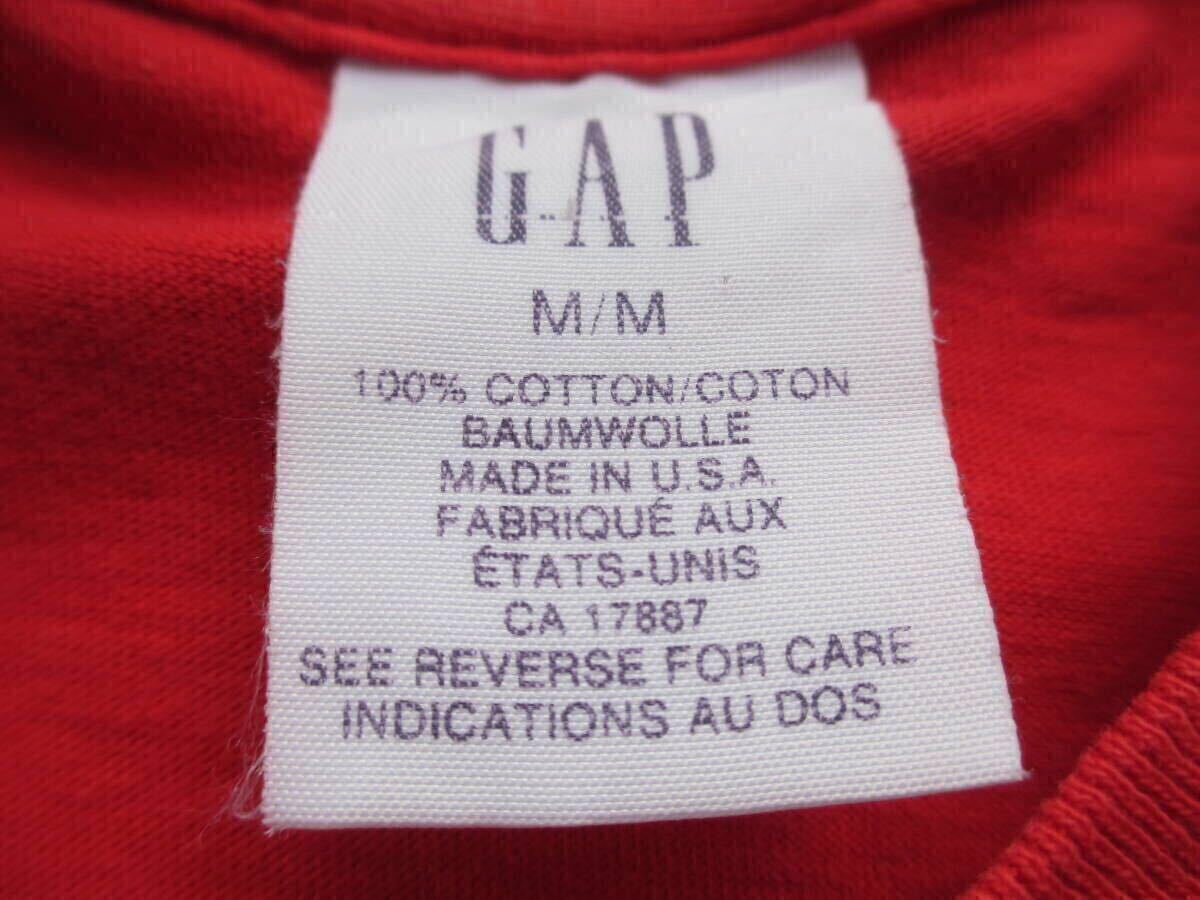 GAP
M/M
100% COTTON/COTON
BAUMWOLLE
MADE IN U.S.A.
FABRIQUÉ AUX
ÉTATS-UNIS
CA 17887
SEE REVERSE FOR CARE
INDICATIONS AU DOS